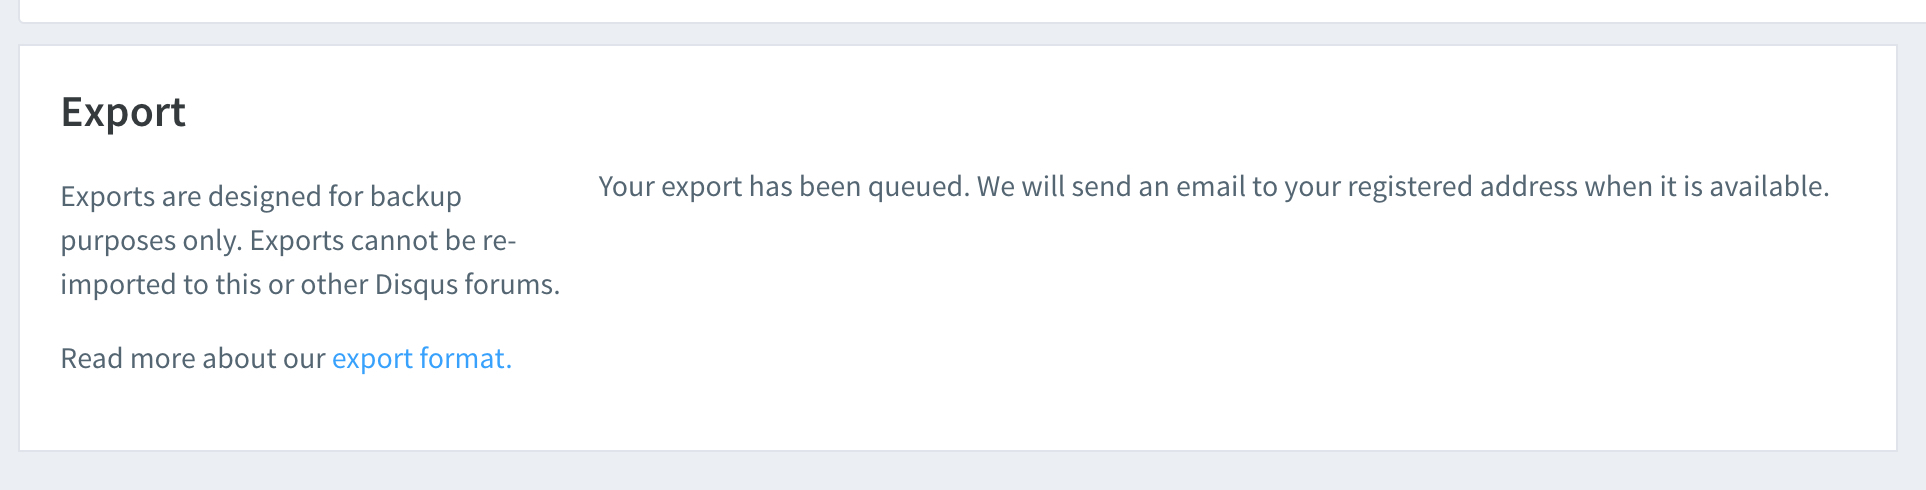 Export
Exports are designed for backup
purposes only. Exports cannot be re-
imported to this or other Disqus forums.
Read more about our export format.
Your export has been queued. We will send an email to your registered address when it is available.